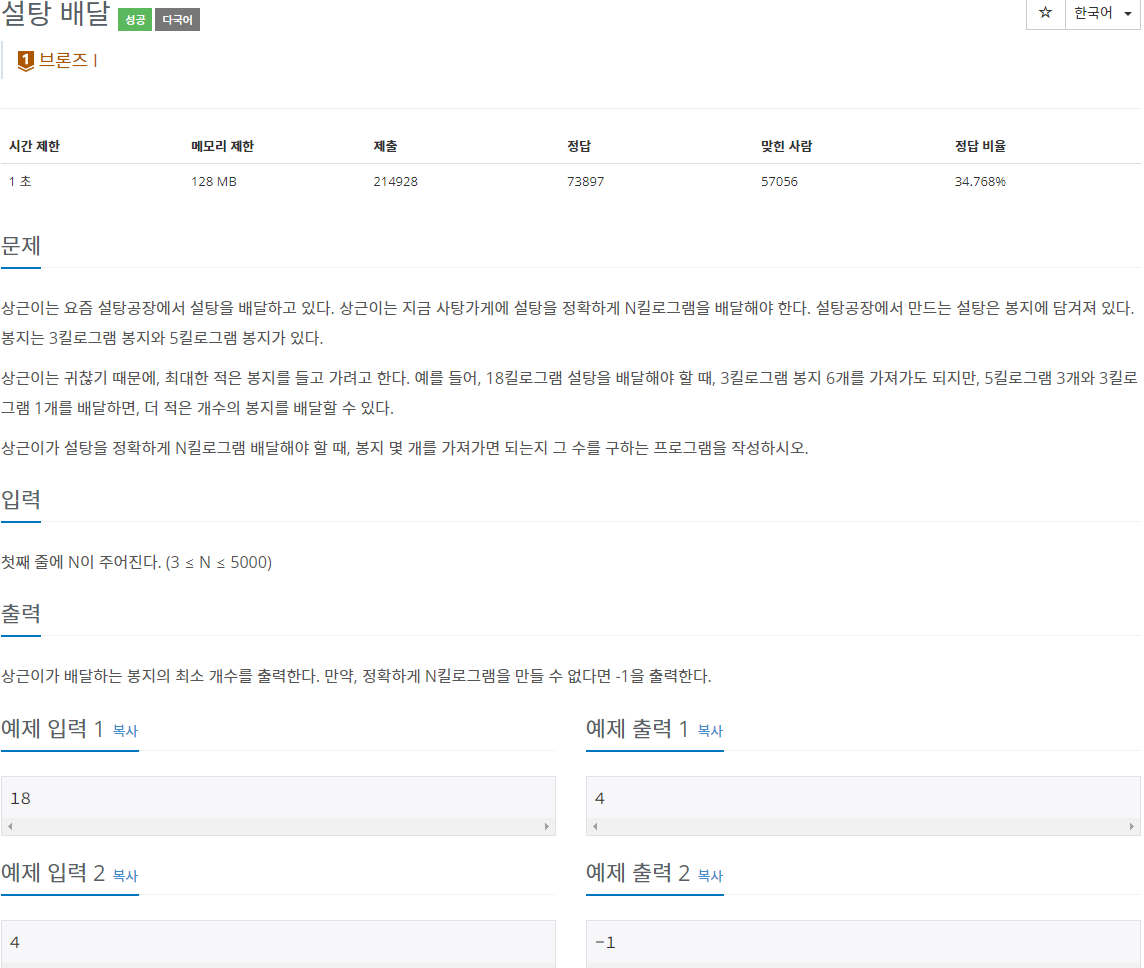 설탕 배달 성공 다국어 ☆ 한국어
1 브론즈 I
시간 제한 메모리 제한 제출 정답 맞힌 사람 정답 비율
1 초 128 MB 214928 73897 57056 34.768%
문제
상근이는 요즘 설탕공장에서 설탕을 배달하고 있다. 상근이는 지금 사탕가게에 설탕을 정확하게 N킬로그램을 배달해야 한다. 설탕공장에서 만드는 설탕은 봉지에 담겨져 있다.
봉지는 3킬로그램 봉지와 5킬로그램 봉지가 있다.
상근이는 귀찮기 때문에, 최대한 적은 봉지를 들고 가려고 한다. 예를 들어, 18킬로그램 설탕을 배달해야 할 때, 3킬로그램 봉지 6개를 가져가도 되지만, 5킬로그램 3개와 3킬로
그램 1개를 배달하면, 더 적은 개수의 봉지를 배달할 수 있다.
상근이가 설탕을 정확하게 N킬로그램 배달해야 할 때, 봉지 몇 개를 가져가면 되는지 그 수를 구하는 프로그램을 작성하시오.
입력
첫째 줄에 N이 주어진다. (3 ≤ N ≤ 5000)
출력
상근이가 배달하는 봉지의 최소 개수를 출력한다. 만약, 정확하게 N킬로그램을 만들 수 없다면 -1을 출력한다.
예제 입력 1 복사 예제 출력 1 복사
18 4
예제 입력 2 복사 예제 출력 2 복사
4 -1